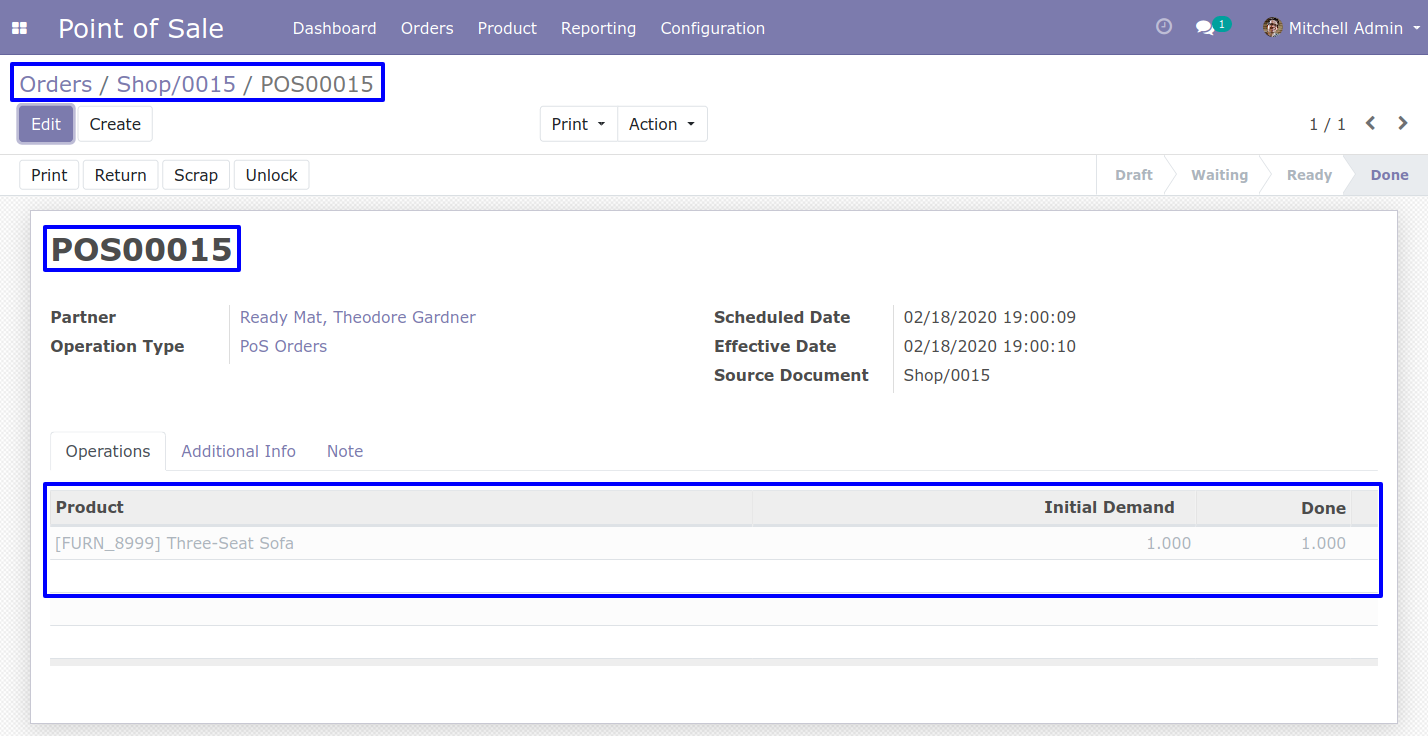 Point of Sale Dashboard Orders Product Reporting Configuration 1 Mitchell Admin
Orders / Shop/0015 / POS00015
Edit Create Print Action 1 / 1
Print Return Scrap Unlock Draft Waiting Ready Done
POS00015
Partner Ready Mat, Theodore Gardner Scheduled Date 02/18/2020 19:00:09
Operation Type PoS Orders Effective Date 02/18/2020 19:00:10
Source Document Shop/0015
Operations Additional Info Note
Product Initial Demand Done
[FURN_8999] Three-Seat Sofa 1.000 1.000